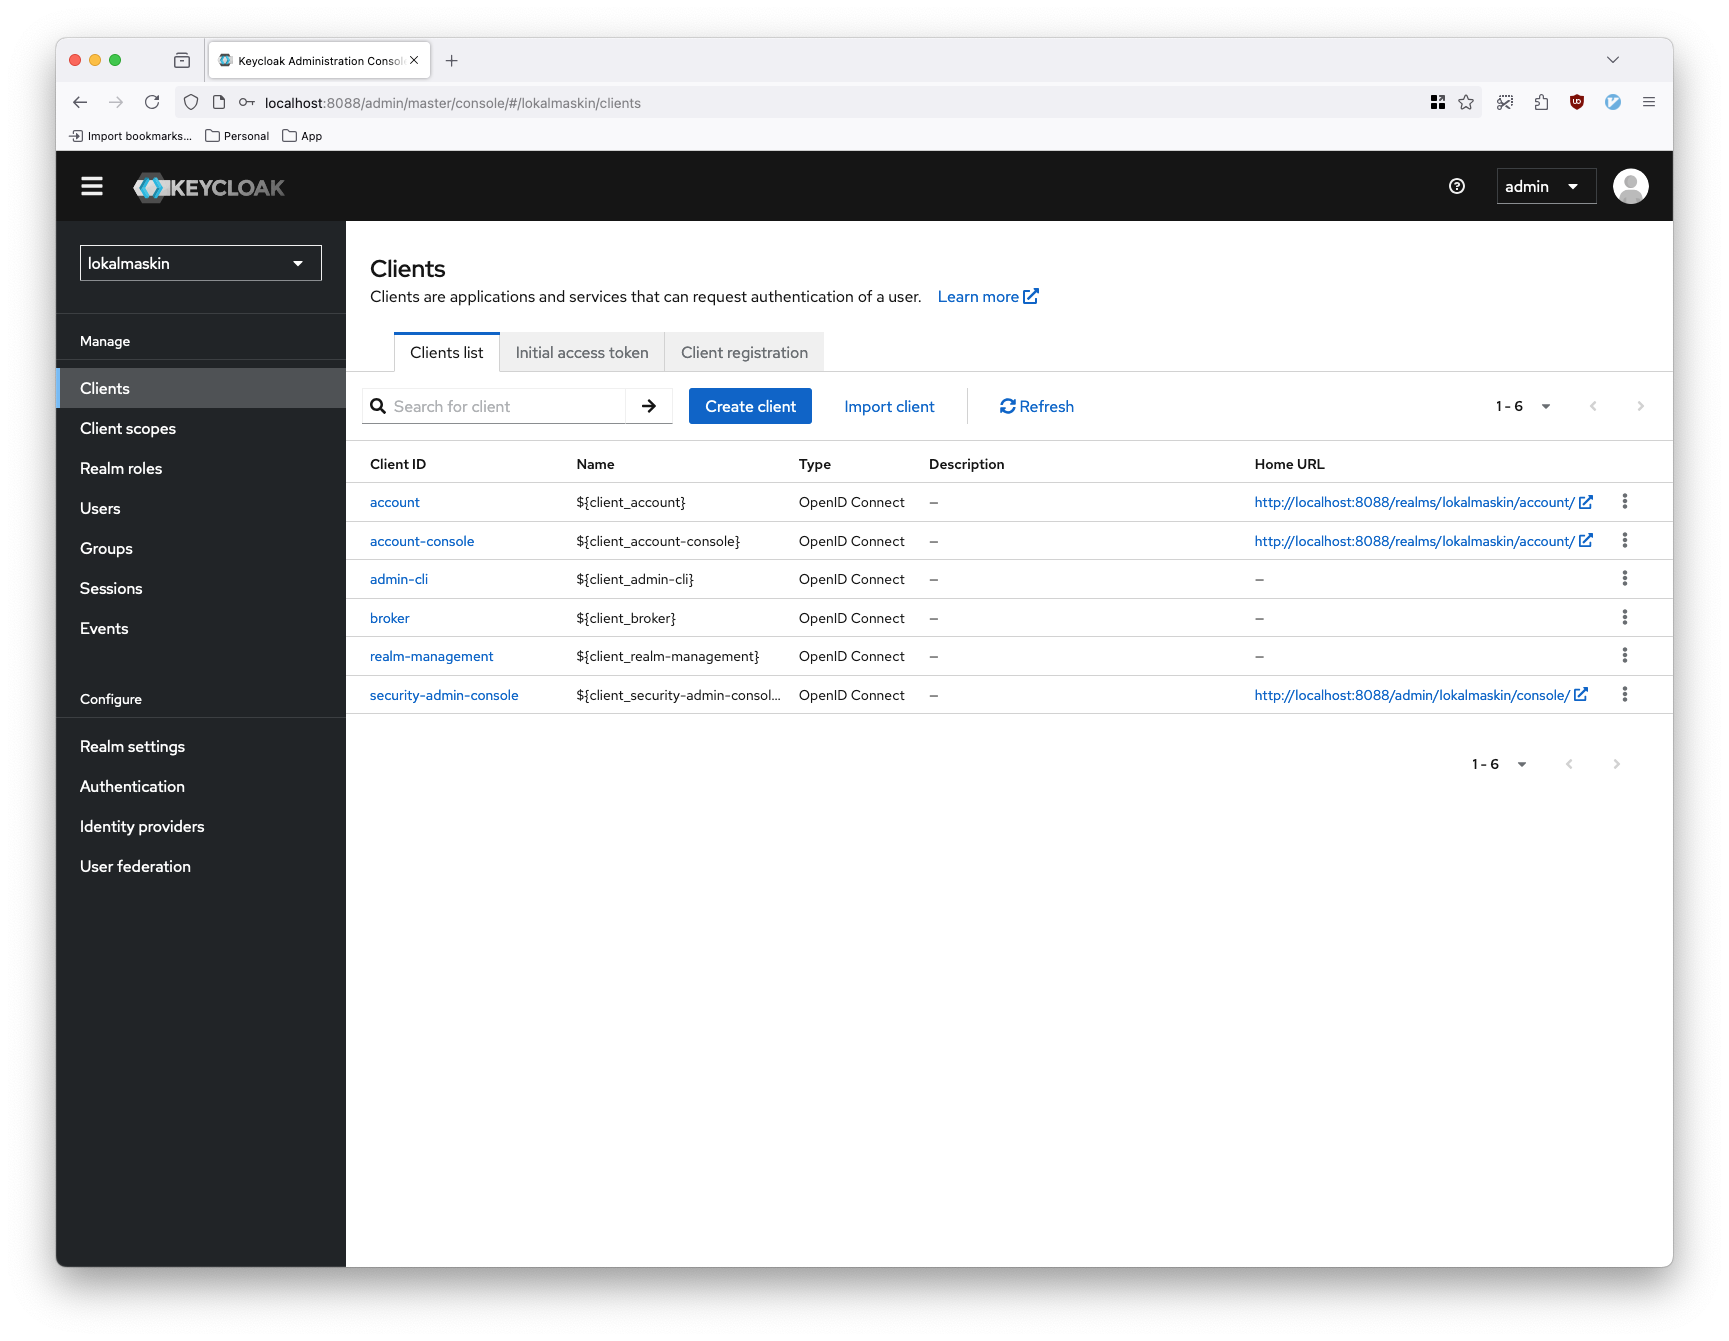 Keycloak Administration Consol
localhost:8088/admin/master/console/#/lokalmaskin/clients
Import bookmarks... Personal App
KEYCLOAK
admin
lokalmaskin
Manage
Clients
Client scopes
Realm roles
Users
Groups
Sessions
Events
Configure
Realm settings
Authentication
Identity providers
User federation
Clients
Clients are applications and services that can request authentication of a user. Learn more
Clients list Initial access token Client registration
Search for client Create client Import client Refresh 1 - 6
Client ID Name Type Description Home URL
account ${client_account} OpenID Connect – http://localhost:8088/realms/lokalmaskin/account/
account-console ${client_account-console} OpenID Connect – http://localhost:8088/realms/lokalmaskin/account/
admin-cli ${client_admin-cli} OpenID Connect – –
broker ${client_broker} OpenID Connect – –
realm-management ${client_realm-management} OpenID Connect – –
security-admin-console ${client_security-admin-consol... OpenID Connect – http://localhost:8088/admin/lokalmaskin/console/
1 - 6